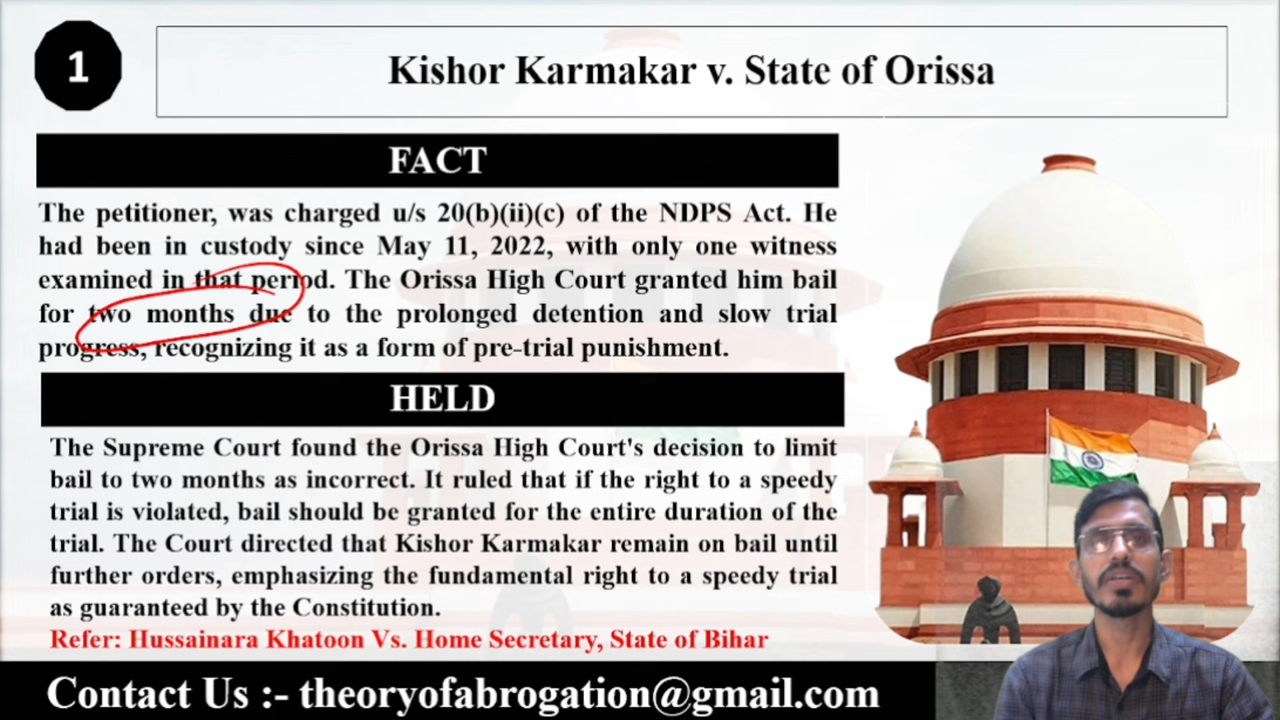 1
Kishor Karmakar v. State of Orissa
FACT
The petitioner, was charged u/s 20(b)(ii)(c) of the NDPS Act. He
had been in custody since May 11, 2022, with only one witness
examined in that period. The Orissa High Court granted him bail
for two months due to the prolonged detention and slow trial
progress, recognizing it as a form of pre-trial punishment.
HELD
The Supreme Court found the Orissa High Court's decision to limit
bail to two months as incorrect. It ruled that if the right to a speedy
trial is violated, bail should be granted for the entire duration of the
trial. The Court directed that Kishor Karmakar remain on bail until
further orders, emphasizing the fundamental right to a speedy trial
as guaranteed by the Constitution.
Refer: Hussainara Khatoon Vs. Home Secretary, State of Bihar
Contact Us :- theoryofabrogation@gmail.com